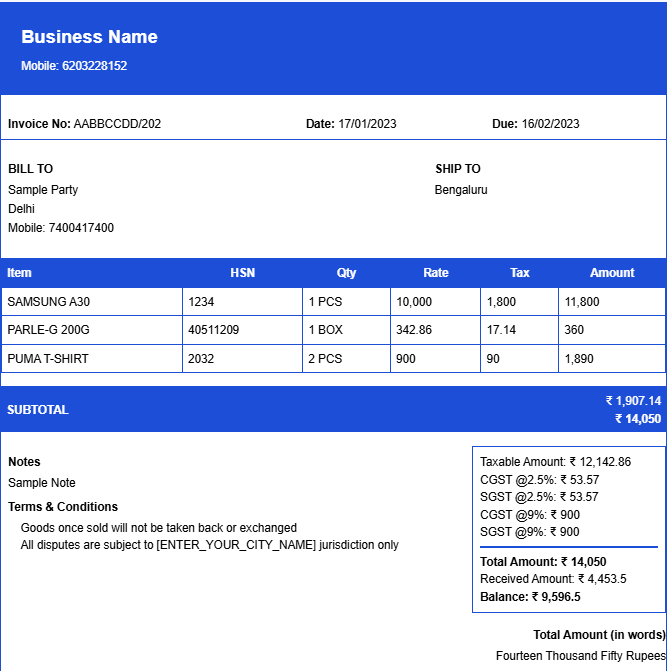 Business Name
Mobile: 6203228152
Invoice No: AABBCCDD/202 Date: 17/01/2023 Due: 16/02/2023
BILL TO SHIP TO
Sample Party Bengaluru
Delhi
Mobile: 7400417400
Item HSN Qty Rate Tax Amount
SAMSUNG A30 1234 1 PCS 10,000 1,800 11,800
PARLE-G 200G 40511209 1 BOX 342.86 17.14 360
PUMA T-SHIRT 2032 2 PCS 900 90 1,890
SUBTOTAL ₹ 1,907.14
₹ 14,050
Notes
Sample Note
Terms & Conditions
Goods once sold will not be taken back or exchanged
All disputes are subject to [ENTER_YOUR_CITY_NAME] jurisdiction only
Taxable Amount: ₹ 12,142.86
CGST @2.5%: ₹ 53.57
SGST @2.5%: ₹ 53.57
CGST @9%: ₹ 900
SGST @9%: ₹ 900
Total Amount: ₹ 14,050
Received Amount: ₹ 4,453.5
Balance: ₹ 9,596.5
Total Amount (in words)
Fourteen Thousand Fifty Rupees